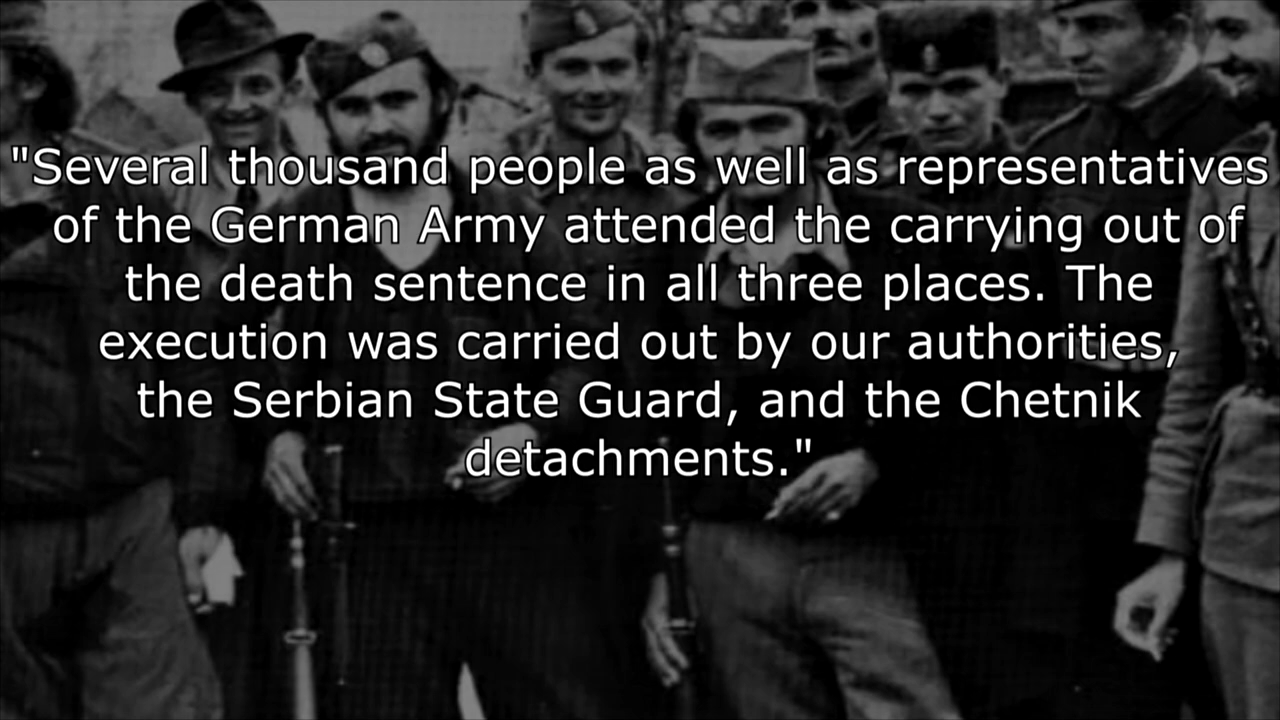 "Several thousand people as well as representatives
of the German Army attended the carrying out of
the death sentence in all three places. The
execution was carried out by our authorities,
the Serbian State Guard, and the Chetnik
detachments."